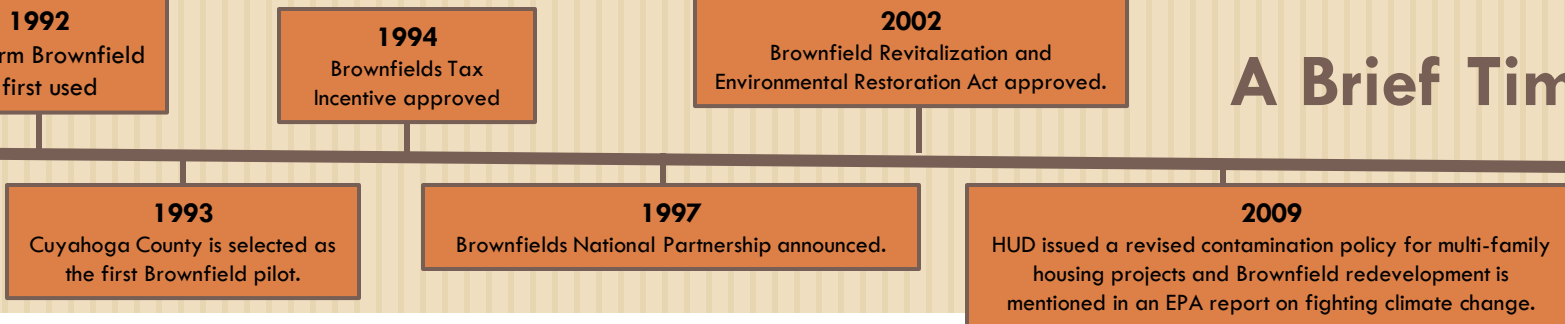 1992
rm Brownfield
first used
1994
Brownfields Tax
Incentive approved
2002
Brownfield Revitalization and
Environmental Restoration Act approved.
A Brief Tim
1993
Cuyahoga County is selected as
the first Brownfield pilot.
1997
Brownfields National Partnership announced.
2009
HUD issued a revised contamination policy for multi-family
housing projects and Brownfield redevelopment is
mentioned in an EPA report on fighting climate change.